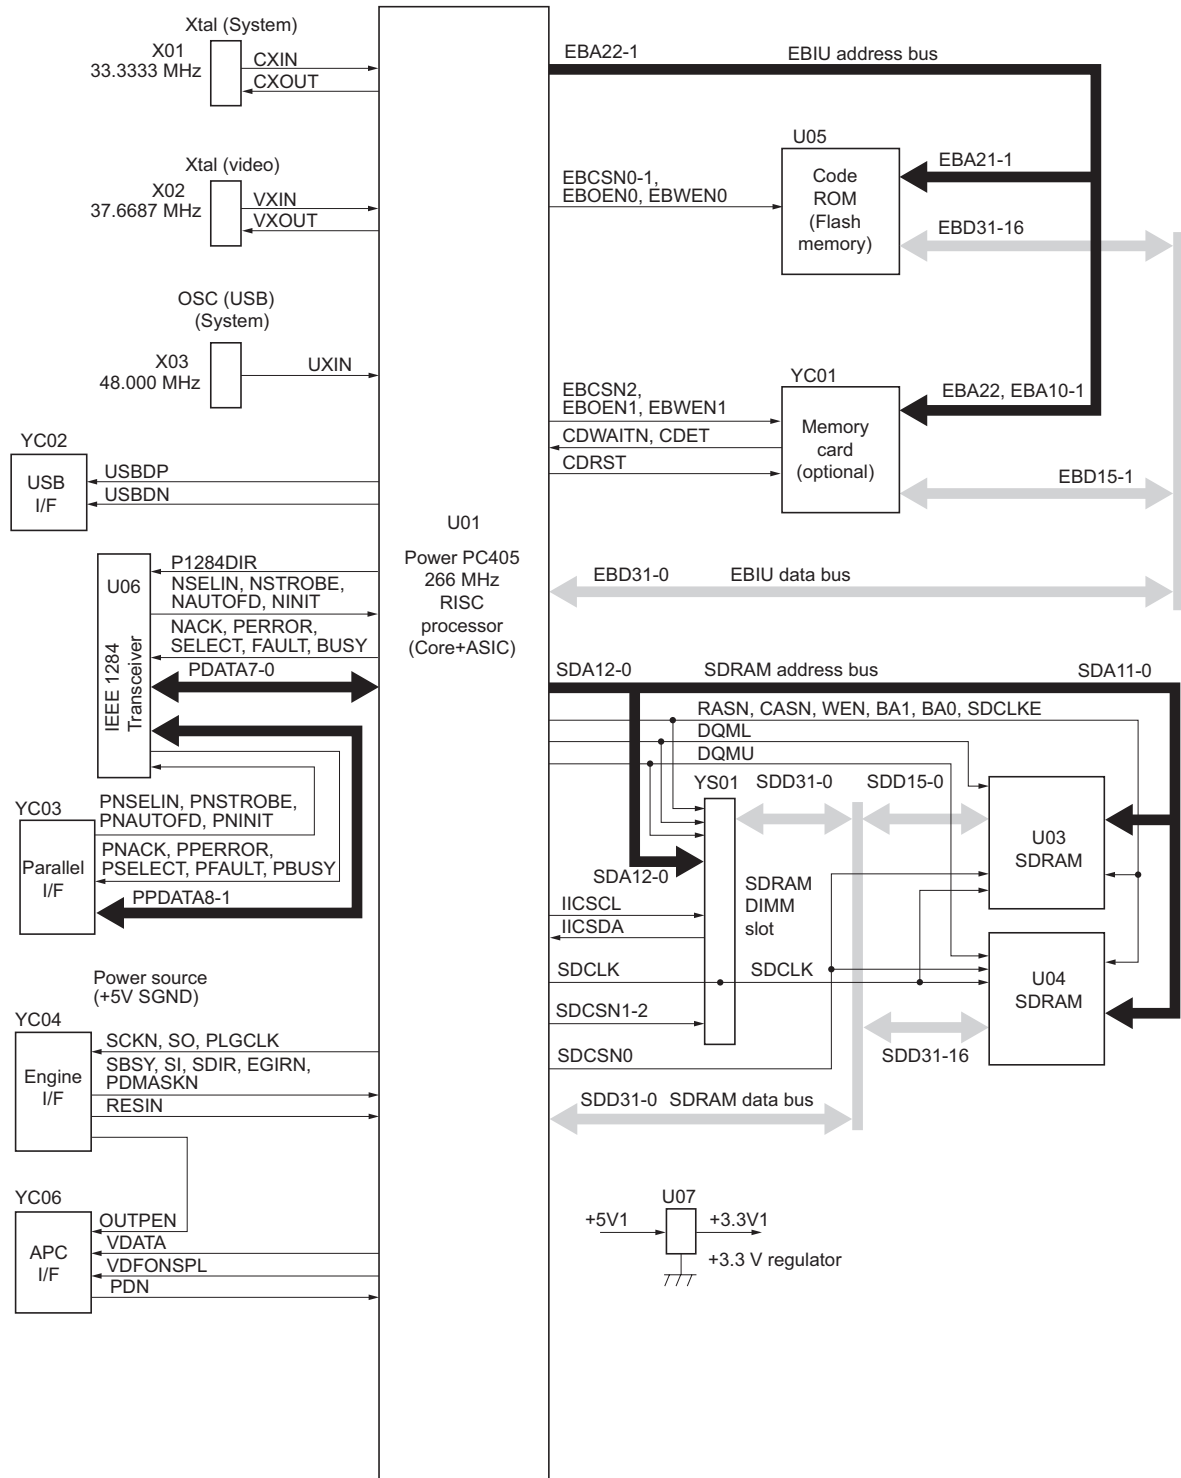 Xtal (System)
X01
33.3333 MHz
CXIN
CXOUT
Xtal (video)
X02
37.6687 MHz
VXIN
VXOUT
OSC (USB)
(System)
X03
48.000 MHz
UXIN
YC02
USB
I/F
USBDP
USBDN
U06
IEEE 1284
Transceiver
P1284DIR
NSELIN, NSTROBE,
NAUTOFD, NINIT
NACK, PERROR,
SELECT, FAULT, BUSY
PDATA7-0
YC03
Parallel
I/F
PNSELIN, PNSTROBE,
PNAUTOFD, PNINIT
PNACK, PPERROR,
PSELECT, PFAULT, PBUSY
PPDATA8-1
Power source
(+5V SGND)
YC04
Engine
I/F
SCKN, SO, PLGCLK
SBSY, SI, SDIR, EGIRN,
PDMASKN
RESIN
YC06
APC
I/F
OUTPEN
VDATA
VDFONSPL
PDN
U01
Power PC405
266 MHz
RISC
processor
(Core+ASIC)
EBA22-1
EBIU address bus
U05
Code
ROM
(Flash
memory)
EBCSN0-1,
EBOEN0, EBWEN0
EBA21-1
EBD31-16
YC01
Memory
card
(optional)
EBCSN2,
EBOEN1, EBWEN1
CDWAITN, CDET
CDRST
EBA22, EBA10-1
EBD15-1
EBD31-0
EBIU data bus
SDA12-0
SDRAM address bus
SDA11-0
RASN, CASN, WEN, BA1, BA0, SDCLKE
DQML
DQMU
YS01
SDD31-0
SDD15-0
U03
SDRAM
SDA12-0
SDRAM
DIMM
slot
IICSCL
IICSDA
SDCLK
SDCLK
U04
SDRAM
SDCSN1-2
SDCSN0
SDD31-16
SDD31-0
SDRAM data bus
U07
+5V1
+3.3V1
+3.3 V regulator